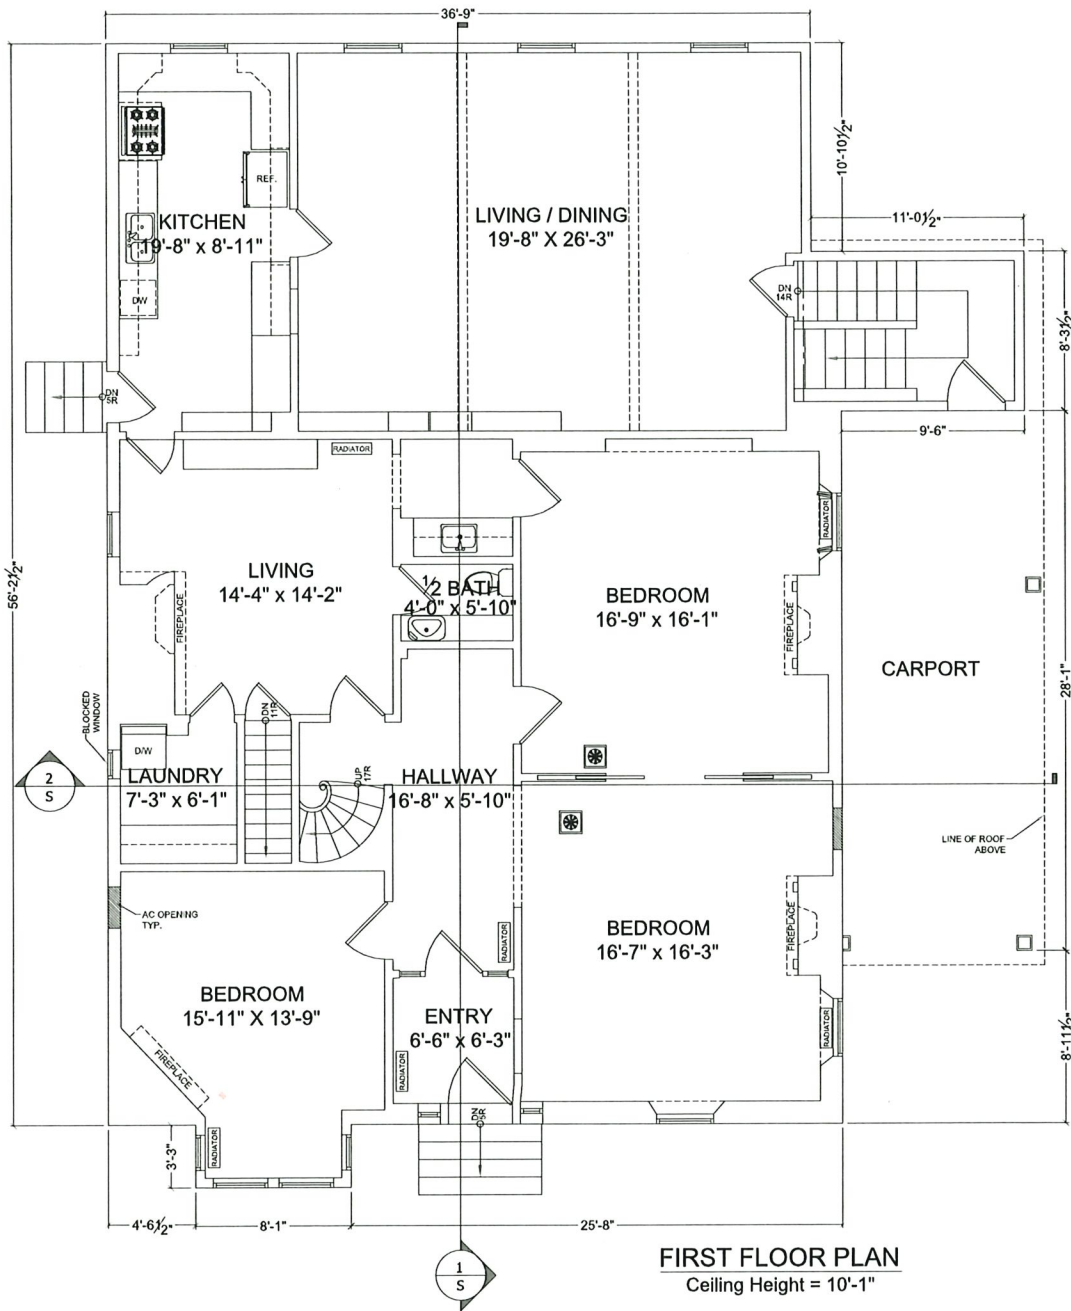 36'-9"
10'-10½"
11'-0½"
REF.
KITCHEN
19'-8" x 8'-11"
LIVING / DINING
19'-8" X 26'-3"
DW
DN
14R
8'-3½"
DN
5R
9'-6"
RADIATOR
RADIATOR
56'-2½"
LIVING
14'-4" x 14'-2"
½ BATH
4'-0" x 5'-10"
BEDROOM
16'-9" x 16'-1"
FIREPLACE
FIREPLACE
CARPORT
28'-1"
BLOCKED
WINDOW
DN
11R
D/W
2
S
LAUNDRY
7'-3" x 6'-1"
UP
17R
HALLWAY
16'-8" x 5'-10"
LINE OF ROOF
ABOVE
AC OPENING
TYP.
BEDROOM
16'-7" x 16'-3"
FIREPLACE
RADIATOR
BEDROOM
15'-11" X 13'-9"
ENTRY
6'-6" x 6'-3"
RADIATOR
8'-11½"
FIREPLACE
RADIATOR
DN
5R
RADIATOR
3'-3"
4'-6½"
8'-1"
25'-8"
1
S
FIRST FLOOR PLAN
Ceiling Height = 10'-1"